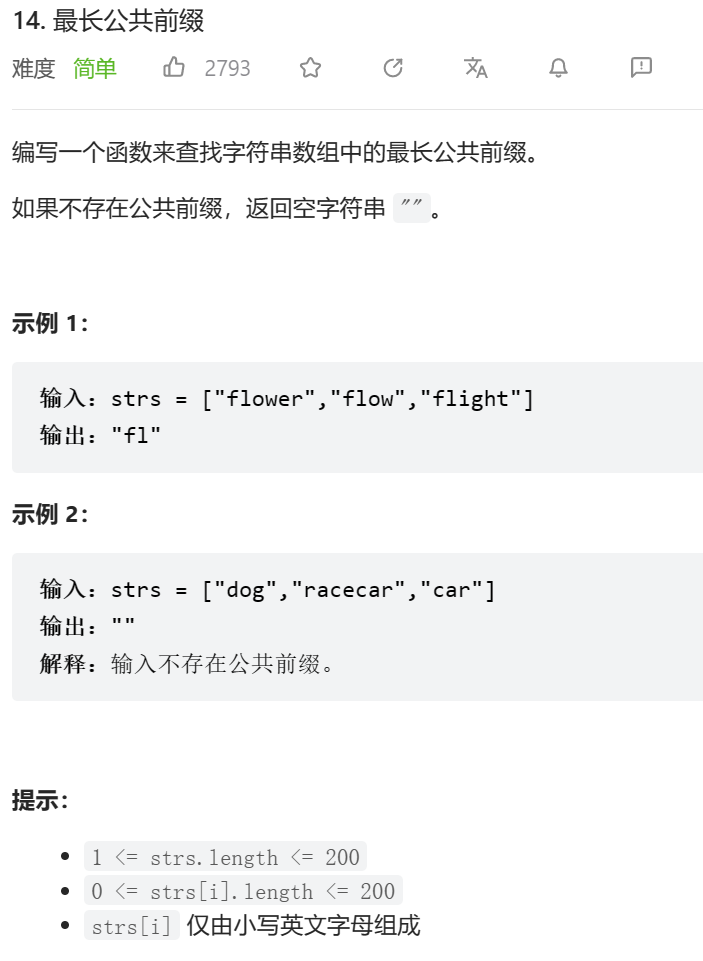 14. 最长公共前缀
难度 简单 2793
编写一个函数来查找字符串数组中的最长公共前缀。
如果不存在公共前缀，返回空字符串 ""。
示例 1：
输入：strs = ["flower","flow","flight"]
输出："fl"
示例 2：
输入：strs = ["dog","racecar","car"]
输出：""
解释：输入不存在公共前缀。
提示：
• 1 <= strs.length <= 200
• 0 <= strs[i].length <= 200
• strs[i] 仅由小写英文字母组成